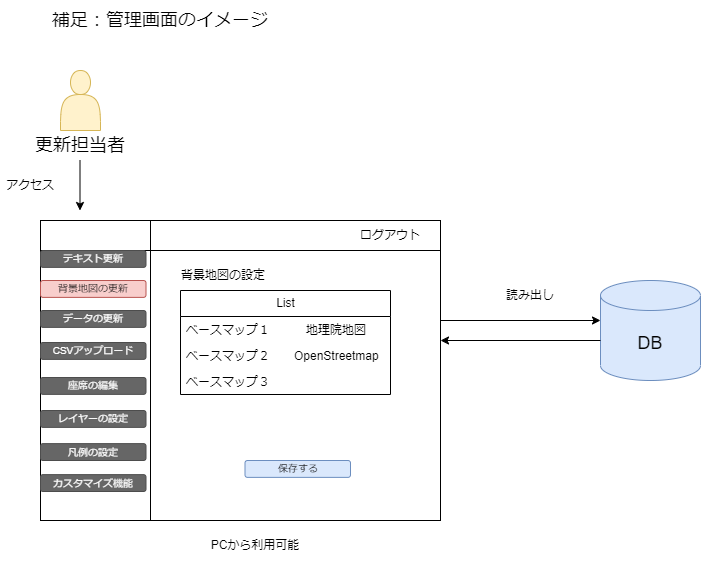 補足：管理画面のイメージ
更新担当者
アクセス
ログアウト
テキスト更新
背景地図の更新
データの更新
CSVアップロード
座席の編集
レイヤーの設定
凡例の設定
カスタマイズ機能
背景地図の設定
List
ベースマップ１ 地理院地図
ベースマップ２ OpenStreetmap
ベースマップ３
保存する
読み出し
DB
PCから利用可能